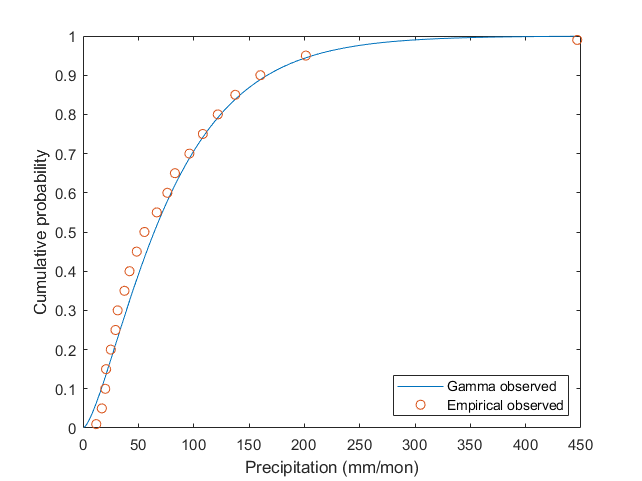 1
0.9
0.8
0.7
0.6
0.5
0.4
0.3
0.2
0.1
0
Cumulative probability
Gamma observed
Empirical observed
0 50 100 150 200 250 300 350 400 450
Precipitation (mm/mon)